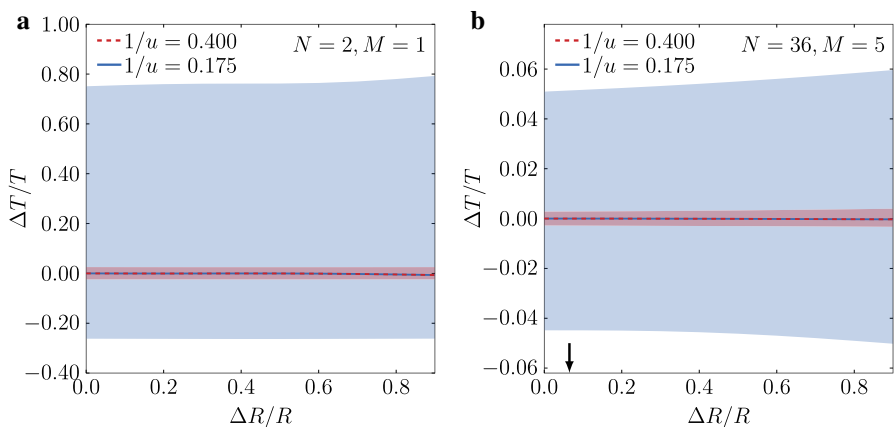 a
1/u = 0.400
1/u = 0.175
N = 2, M = 1
1.00
0.80
0.60
0.40
0.20
0.00
−0.20
−0.40
ΔT/T
0.0
0.2
0.4
0.6
0.8
ΔR/R
b
1/u = 0.400
1/u = 0.175
N = 36, M = 5
0.06
0.04
0.02
0.00
−0.02
−0.04
−0.06
ΔT/T
0.0
0.2
0.4
0.6
0.8
ΔR/R